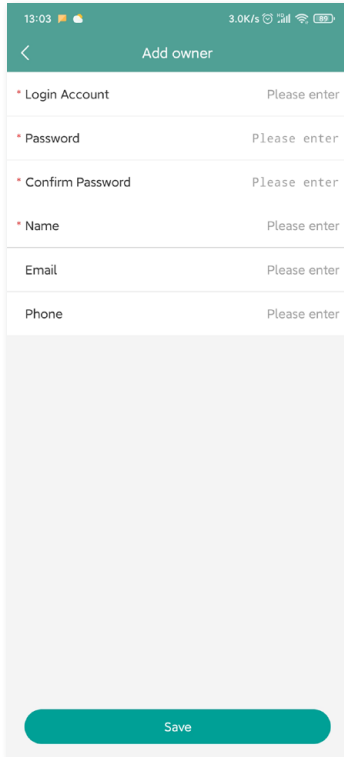 13:03 3.0K/s 89
Add owner
* Login Account Please enter
* Password Please enter
* Confirm Password Please enter
* Name Please enter
Email Please enter
Phone Please enter
Save